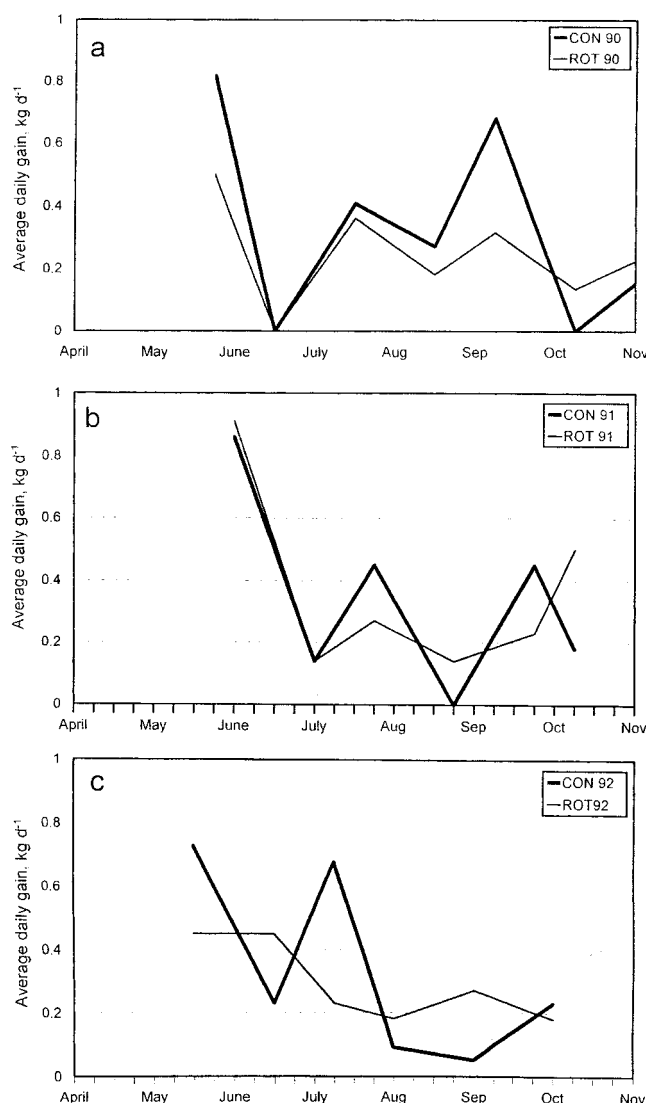 a
CON 90
ROT 90
Average daily gain, kg d-1
1
0.8
0.6
0.4
0.2
0
April May June July Aug Sep Oct Nov
b
CON 91
ROT 91
Average daily gain, kg d-1
1
0.8
0.6
0.4
0.2
0
April May June July Aug Sep Oct Nov
c
CON 92
ROT92
Average daily gain, kg d-1
1
0.8
0.6
0.4
0.2
0
April May June July Aug Sep Oct Nov